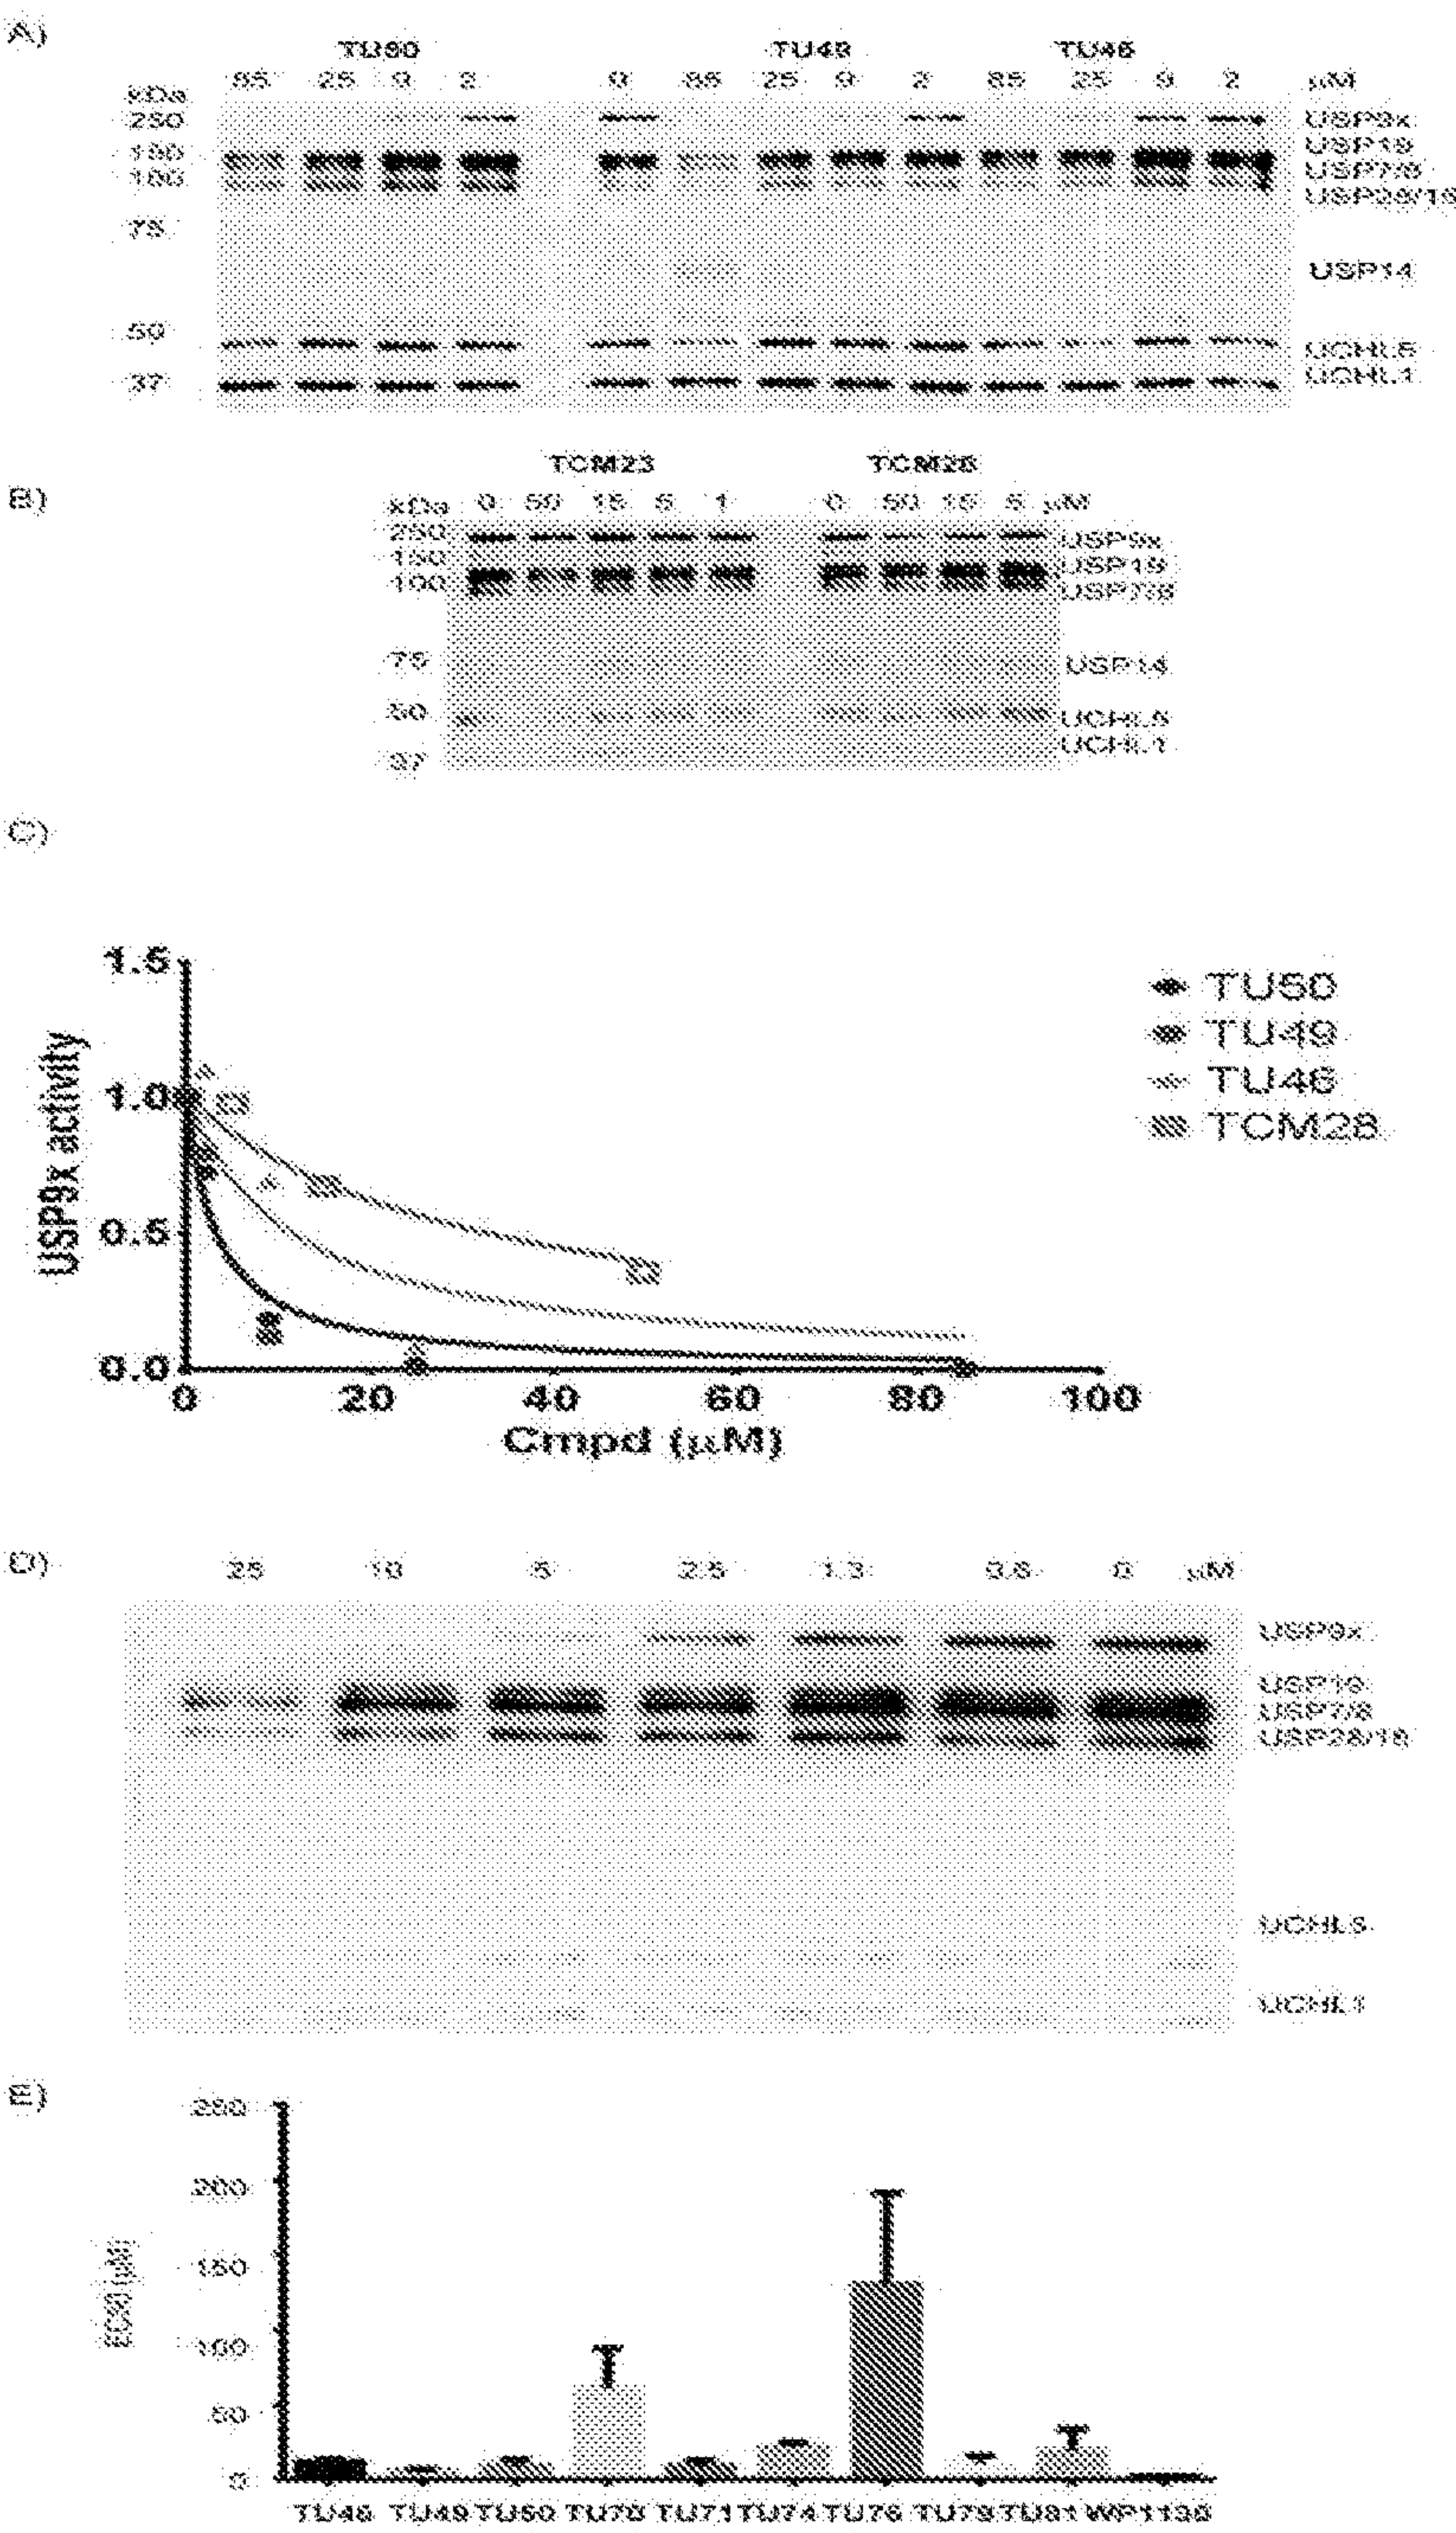 A)
TU50 TU49 TU46
85 25 9 2 0 85 25 9 2 85 25 9 2 µM
kDa
250 USP9x
150 USP19
100 USP7/8
USP28/15
75
USP14
50 UCHL5
37 UCHL1
B)
TCM23 TCM28
kDa 0 50 15 5 1 0 50 15 5 µM
250 USP9x
150 USP19
100 USP7/8
75 USP14
50 UCHL5
37 UCHL1
C)
1.5
1.0
0.5
0.0
USP9x activity
TU50
TU49
TU46
TCM28
0 20 40 60 80 100
Cmpd (µM)
D)
25 10 5 2.5 1.3 0.6 0 µM
USP9x
USP19
USP7/8
USP28/15
UCHL1
E)
250
200
150
100
50
0
EC50 (µM)
TU46 TU49 TU50 TU70 TU71 TU74 TU76 TU79 TU81 WP1130